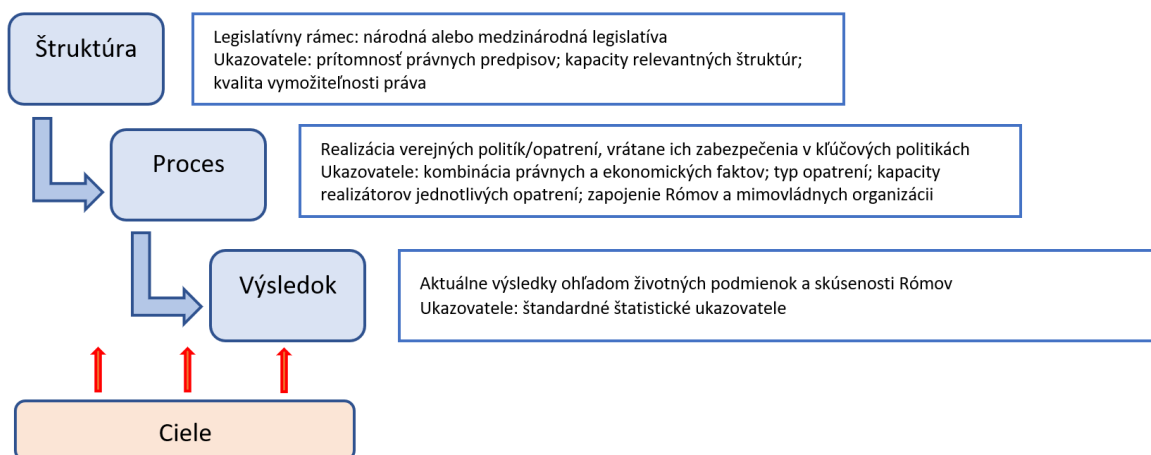 Štruktúra
Legislatívny rámec: národná alebo medzinárodná legislatíva
Ukazovatele: prítomnosť právnych predpisov; kapacity relevantných štruktúr;
kvalita vymožiteľnosti práva
Proces
Realizácia verejných politík/opatrení, vrátane ich zabezpečenia v kľúčových politikách
Ukazovatele: kombinácia právnych a ekonomických faktov; typ opatrení; kapacity
realizátorov jednotlivých opatrení; zapojenie Rómov a mimovládnych organizácii
Výsledok
Aktuálne výsledky ohľadom životných podmienok a skúsenosti Rómov
Ukazovatele: štandardné štatistické ukazovatele
Ciele